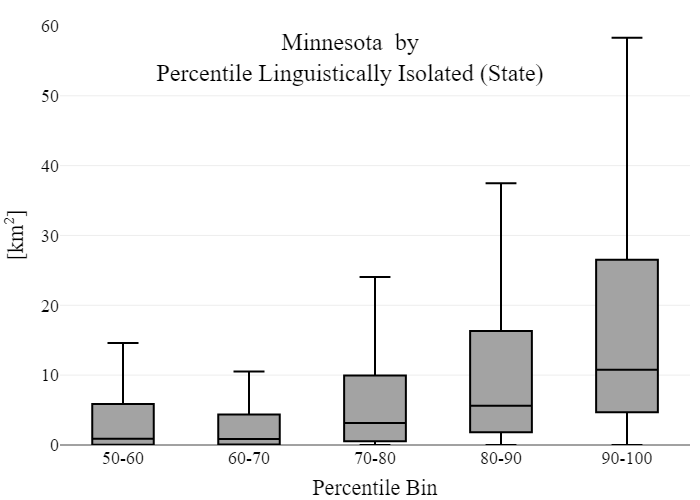 Minnesota  by
Percentile Linguistically Isolated (State)
60
50
40
30
20
10
0
[km²]
50-60 60-70 70-80 80-90 90-100
Percentile Bin